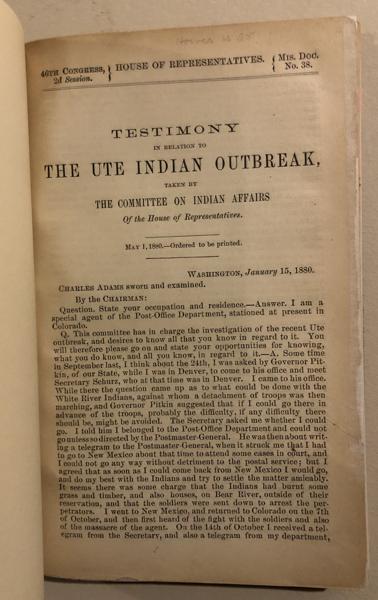 46TH CONGRESS, } HOUSE OF REPRESENTATIVES. { MIS. DOC.
2d Session. No. 38.
TESTIMONY
IN RELATION TO
THE UTE INDIAN OUTBREAK,
TAKEN BY
THE COMMITTEE ON INDIAN AFFAIRS
Of the House of Representatives.
MAY 1, 1880.—Ordered to be printed.
WASHINGTON, January 15, 1880.
CHARLES ADAMS sworn and examined.
By the CHAIRMAN:
Question. State your occupation and residence.—Answer. I am a
special agent of the Post-Office Department, stationed at present in
Colorado.
Q. This committee has in charge the investigation of the recent Ute
outbreak, and desires to know all that you know in regard to it. You
will therefore please go on and state your opportunities for knowing,
what you do know, and all you know, in regard to it.—A. Some time
in September last, I think about the 24th, I was asked by Governor Pit-
kin, of our State, while I was in Denver, to come to his office and meet
Secretary Schurz, who at that time was in Denver. I came to his office.
While there the question came up as to what could be done with the
White River Indians, against whom a detachment of troops was then
marching, and Governor Pitkin suggested that if I could go there in
advance of the troops, probably the difficulty, if any difficulty there
should be, might be avoided. The Secretary asked me whether I could
go. I told him I belonged to the Post-Office Department and could not
go unless so directed by the Postmaster-General. He was then about writ-
ing a telegram to the Postmaster-General, when it struck me that I had
to go to New Mexico about that time to attend some cases in court, and
I could not go any way without detriment to the postal service; but I
agreed that as soon as I could come back from New Mexico I would go,
and do my best with the Indians and try to settle the matter amicably.
It seems there was some charge that the Indians had burnt some
grass and timber, and also houses, on Bear River, outside of their
reservation, and that the soldiers were sent down to arrest the per-
petrators. I went to New Mexico, and returned to Colorado on the 7th
of October, and then first heard of the fight with the soldiers and also
of the massacre of the agent. On the 14th of October I received a tel-
egram from the Secretary, and also a telegram from my department,